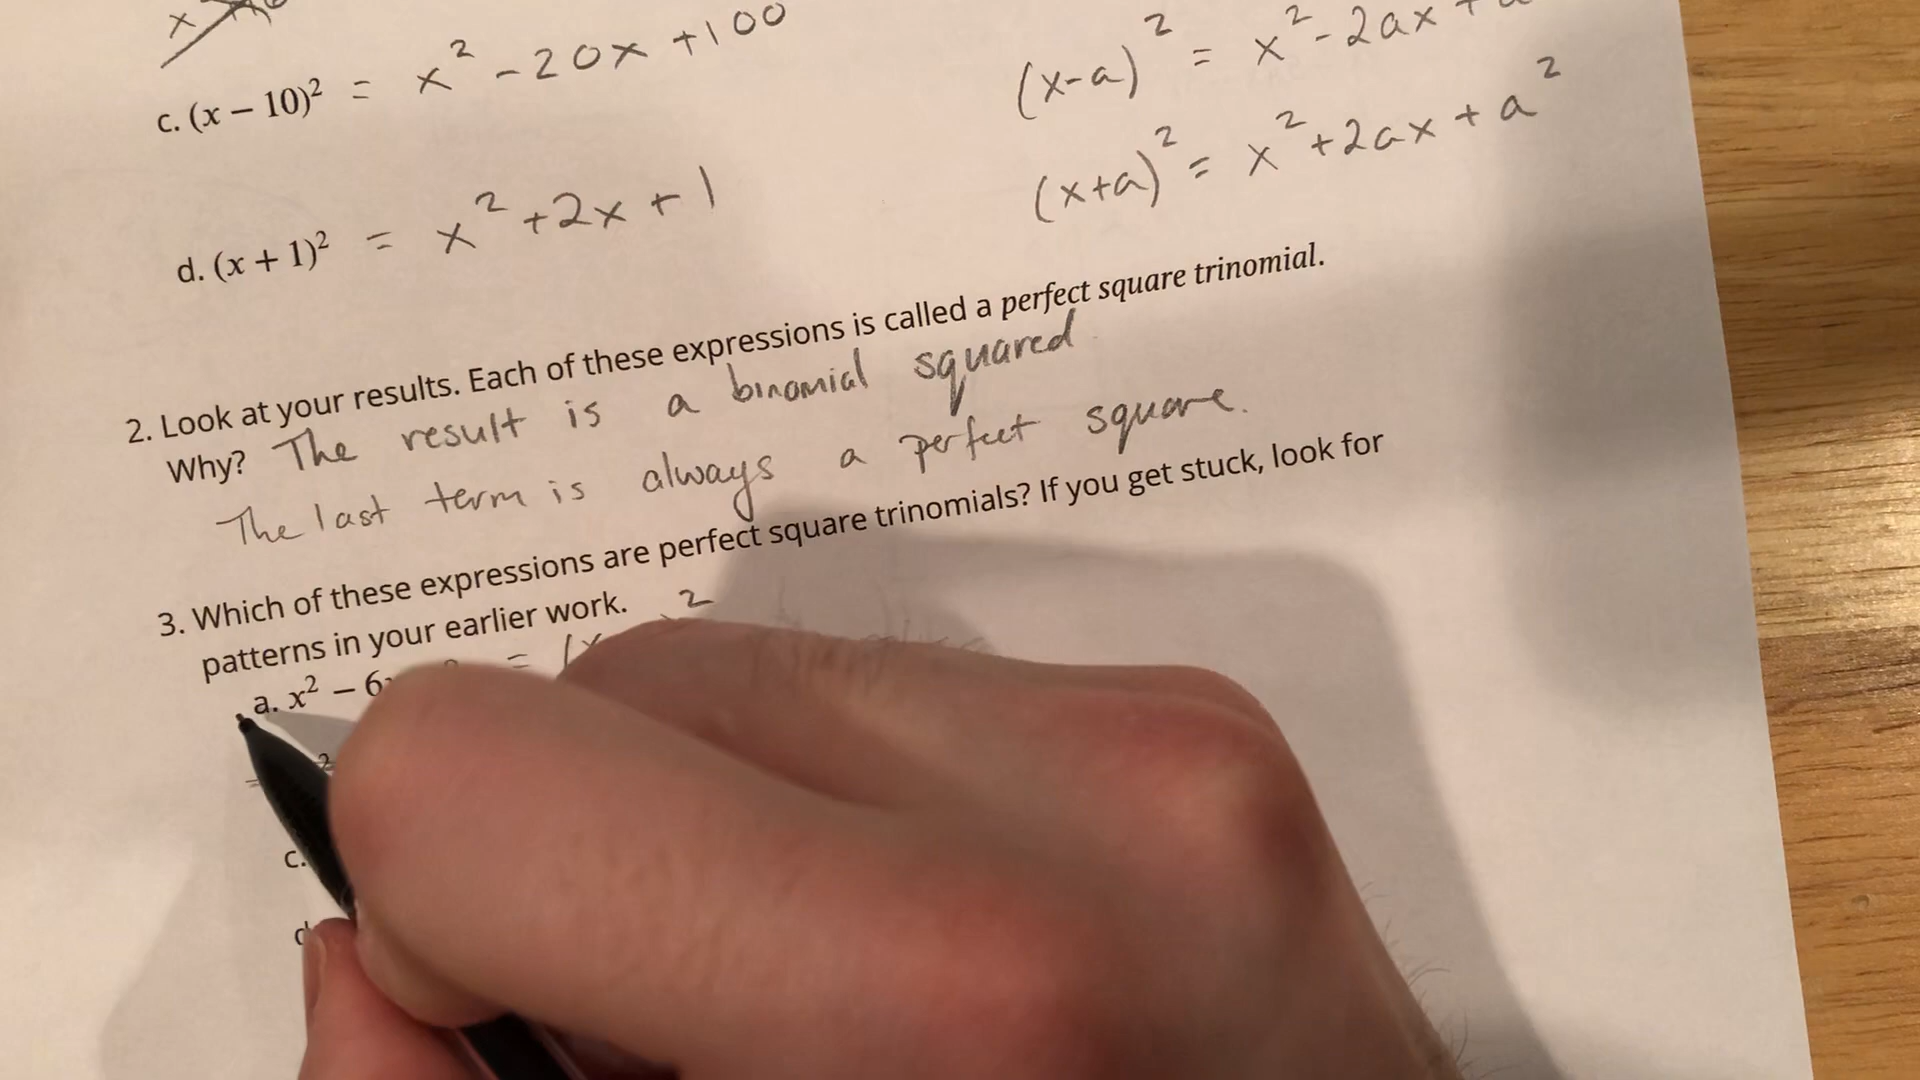 x
c. (x − 10)² = x² - 20x + 100
(x-a)² = x² - 2ax +
(x+a)² = x² + 2ax + a²
d. (x + 1)² = x² + 2x + 1
2. Look at your results. Each of these expressions is called a perfect square trinomial.
Why? The result is a binomial squared
The last term is always a perfect square.
3. Which of these expressions are perfect square trinomials? If you get stuck, look for
patterns in your earlier work.
a. x² − 6 = (x 2
2
c.